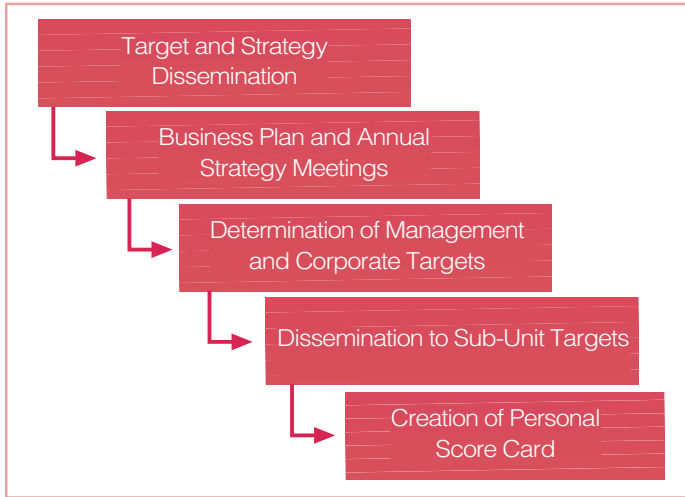 Target and Strategy
Dissemination
Business Plan and Annual
Strategy Meetings
Determination of Management
and Corporate Targets
Dissemination to Sub-Unit Targets
Creation of Personal
Score Card